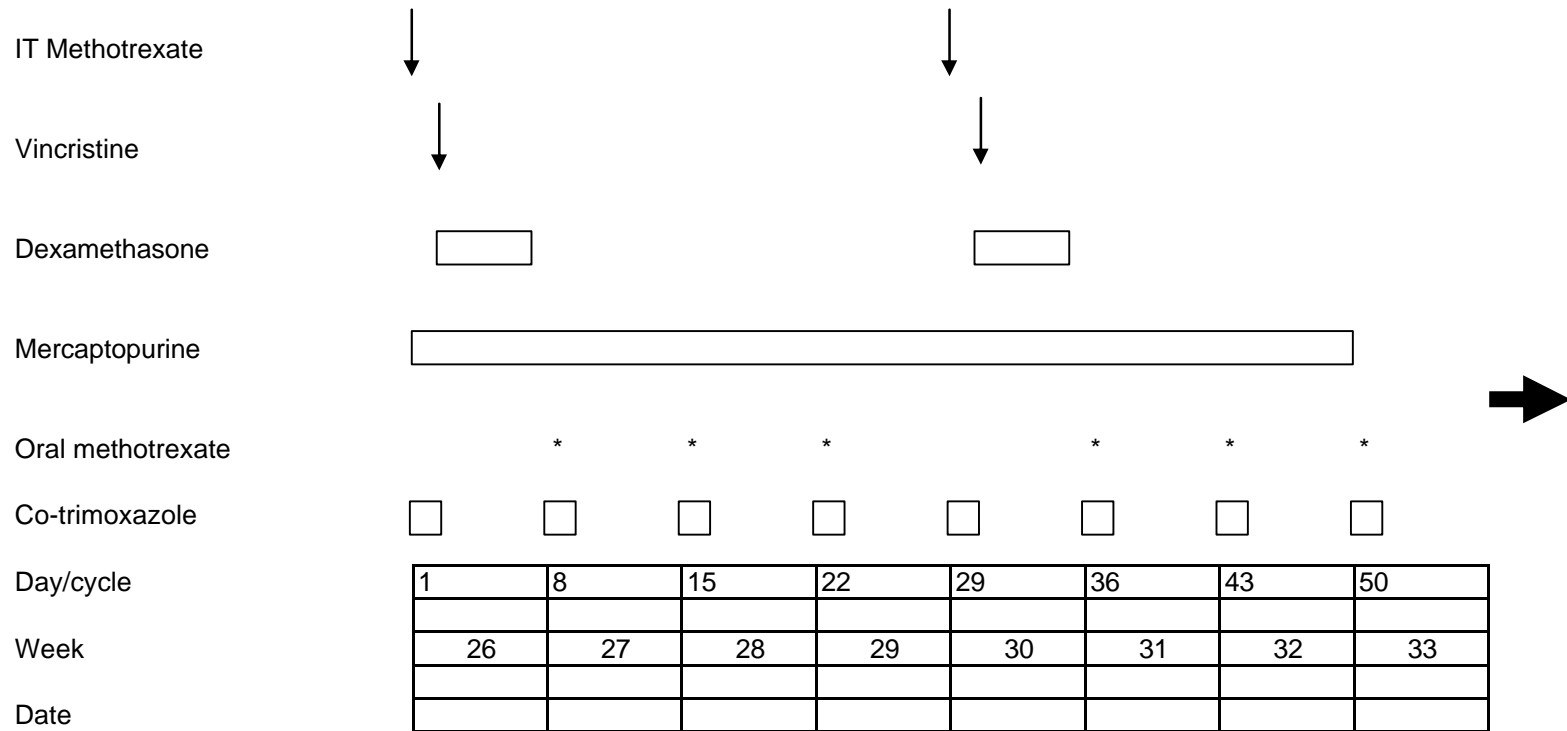 IT Methotrexate
Vincristine
Dexamethasone
Mercaptopurine
Oral methotrexate * * * * * *
Co-trimoxazole
Day/cycle 1 8 15 22 29 36 43 50
Week 26 27 28 29 30 31 32 33
Date